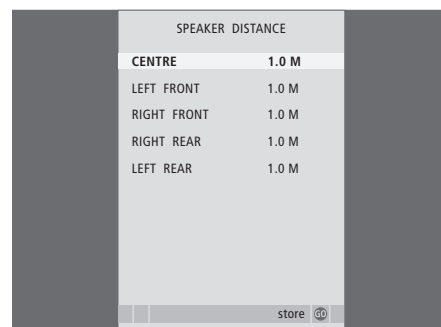 SPEAKER DISTANCE
CENTRE 1.0 M
LEFT FRONT 1.0 M
RIGHT FRONT 1.0 M
RIGHT REAR 1.0 M
LEFT REAR 1.0 M
store GO